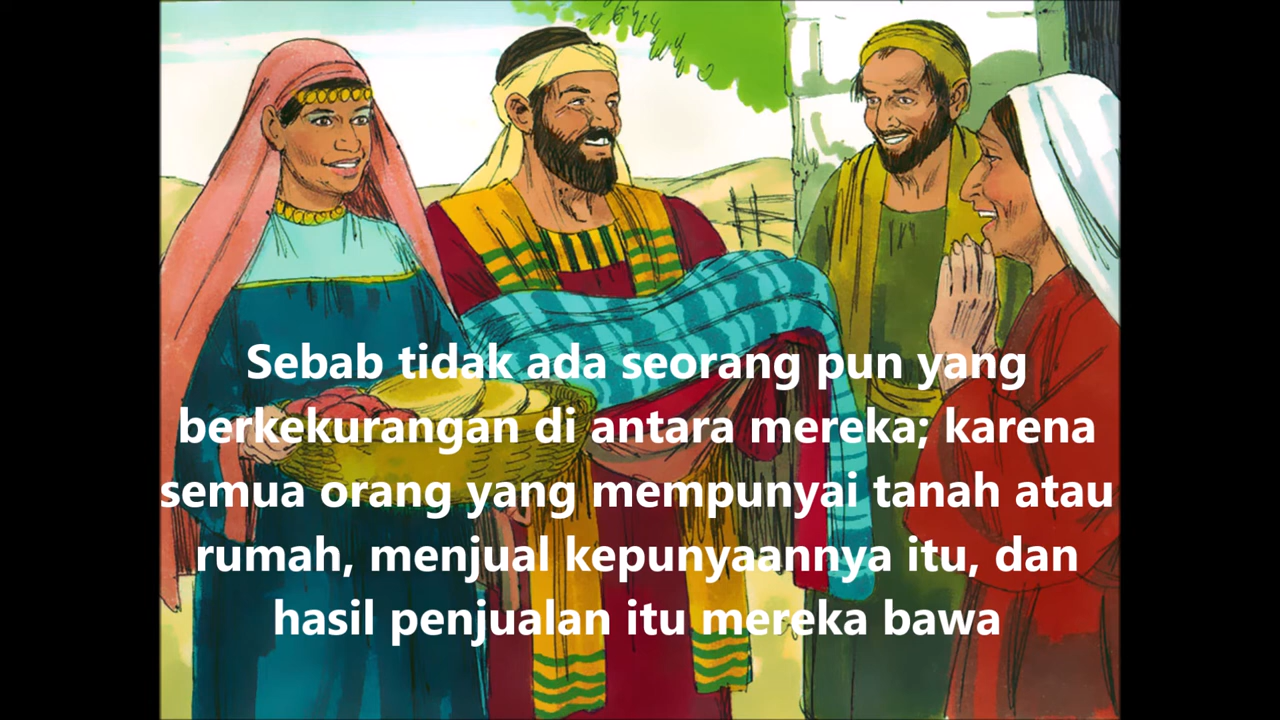 Sebab tidak ada seorang pun yang
berkekurangan di antara mereka; karena
semua orang yang mempunyai tanah atau
rumah, menjual kepunyaannya itu, dan
hasil penjualan itu mereka bawa